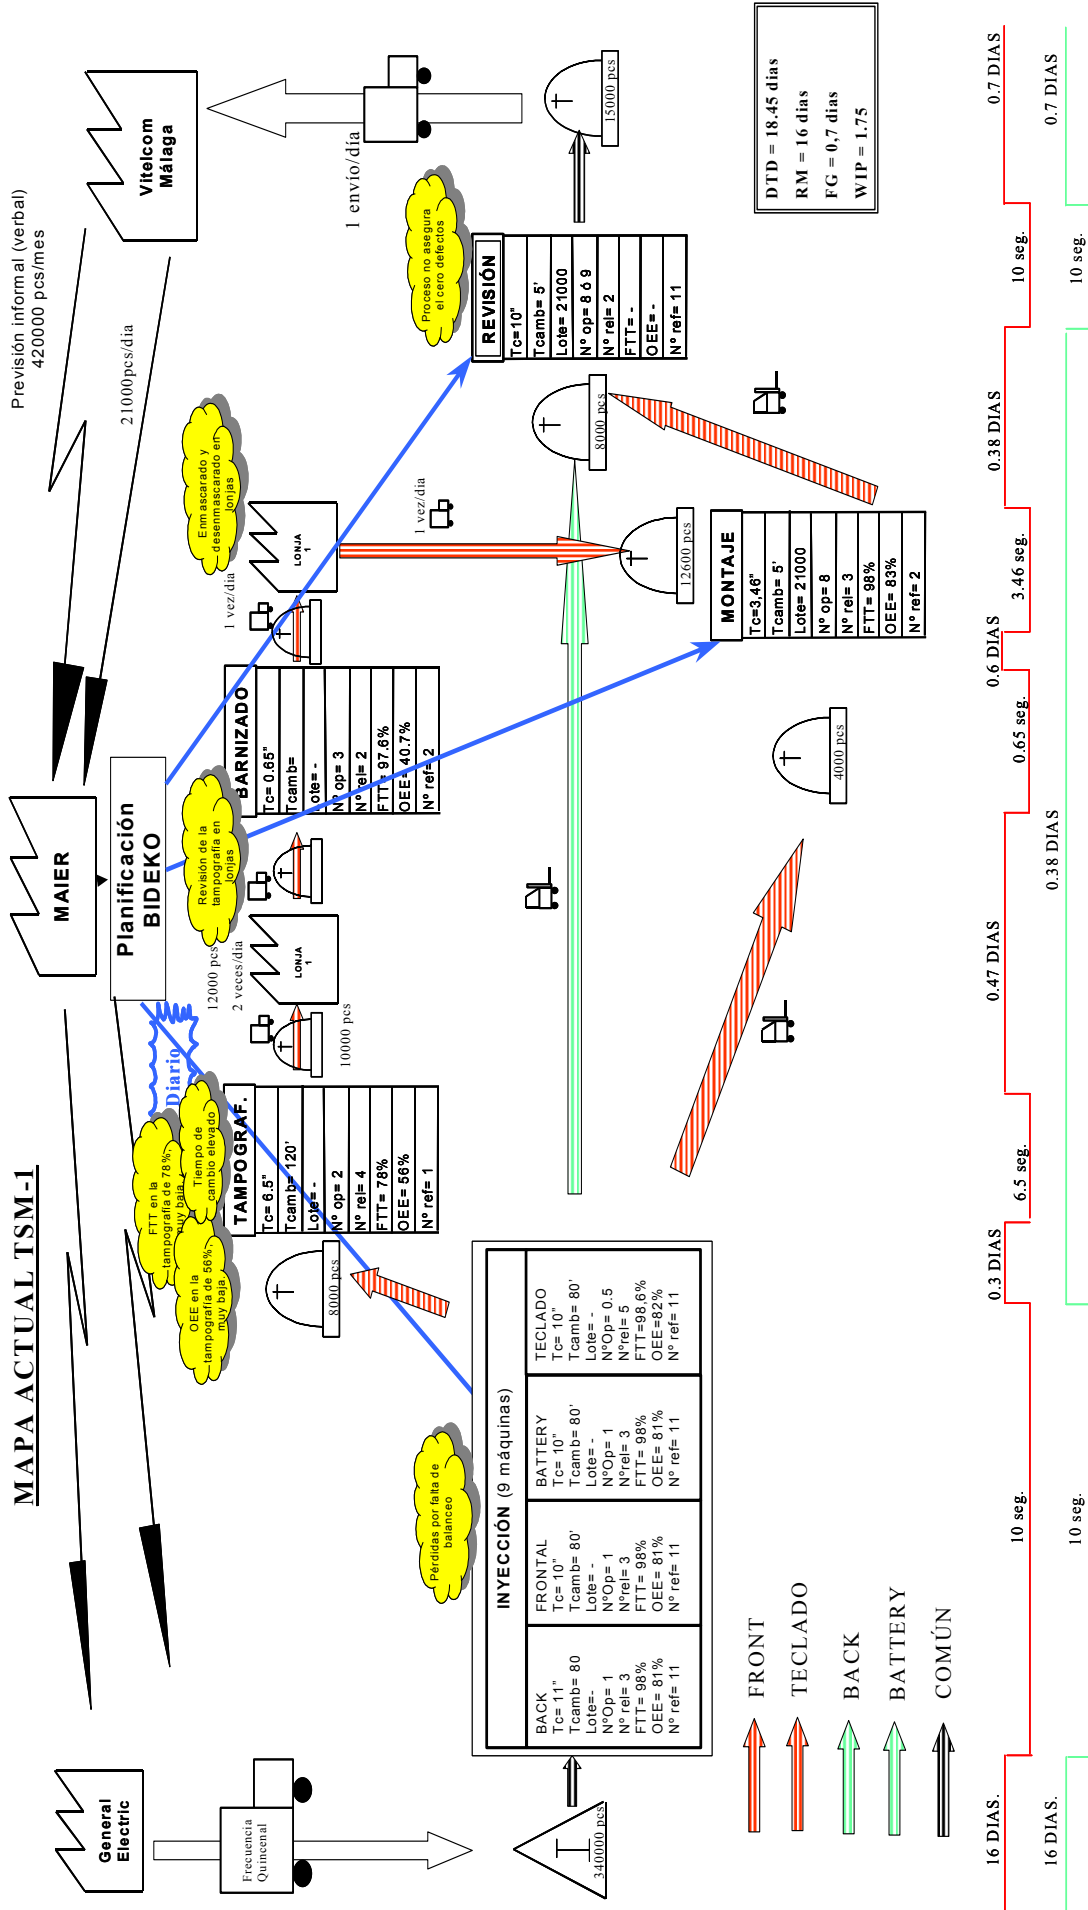 MAPA ACTUAL TSM-1
Previsión informal (verbal)
420000 pcs/mes
21000pcs/dia
General
Electric
MAIER
Vitelcom
Málaga
Planificación
BIDEKO
Diario
Frecuencia
Quincenal
1 envío/día
340000 pcs
FTT en la
tampografía de 78%,
muy baja.
Tiempo de
cambio elevado
OEE en la
tampografía de 56%,
muy baja.
Revisión de la
tampografía en
lonjas
Enmascarado y
desenmascarado en
lonjas
Proceso no asegura
el cero defectos
Pérdidas por falta de
balanceo
TAMPOGRAF.
Tc= 6.5"
Tcamb= 120'
Lote= -
Nº op= 2
Nº rel= 4
FTT= 78%
OEE= 56%
Nº ref= 1
8000 pcs
10000 pcs
12000 pcs
2 veces/dia
LONJA
1
BARNIZADO
Tc= 0.65"
Tcamb=
Lote= -
Nº op= 3
Nº rel= 2
FTT= 97.6%
OEE= 40.7%
Nº ref= 2
1 vez/dia
LONJA
1
1 vez/dia
INYECCIÓN (9 máquinas)
BACK
Tc= 11"
Tcamb= 80
Lote=-
NºOp= 1
Nº rel= 3
FTT= 98%
OEE= 81%
Nº ref= 11
FRONTAL
Tc= 10"
Tcamb= 80'
Lote= -
NºOp= 1
Nºrel= 3
FTT= 98%
OEE= 81%
Nº ref= 11
BATTERY
Tc= 10"
Tcamb= 80'
Lote= -
NºOp= 1
Nºrel= 3
FTT= 98%
OEE= 81%
Nº ref= 11
TECLADO
Tc= 10"
Tcamb= 80'
Lote= -
NºOp= 0.5
Nºrel= 5
FTT=98,6%
OEE=82%
Nº ref= 11
4000 pcs
12600 pcs
8000 pcs
15000 pcs
MONTAJE
Tc=3,46"
Tcamb= 5'
Lote= 21000
Nº op= 8
Nº rel= 3
FTT= 98%
OEE= 83%
Nº ref= 2
REVISIÓN
Tc=10"
Tcamb= 5'
Lote= 21000
Nº op= 8 ó 9
Nº rel= 2
FTT= -
OEE= -
Nº ref= 11
DTD = 18.45 dias
RM = 16 dias
FG = 0,7 dias
WIP = 1.75
FRONT
TECLADO
BACK
BATTERY
COMÚN
16 DIAS.
10 seg.
0.3 DIAS
6.5 seg.
0.47 DIAS
0.65 seg.
0.6 DIAS
3.46 seg.
0.38 DIAS
10 seg.
0.7 DIAS
16 DIAS.
10 seg.
0.38 DIAS
10 seg.
0.7 DIAS